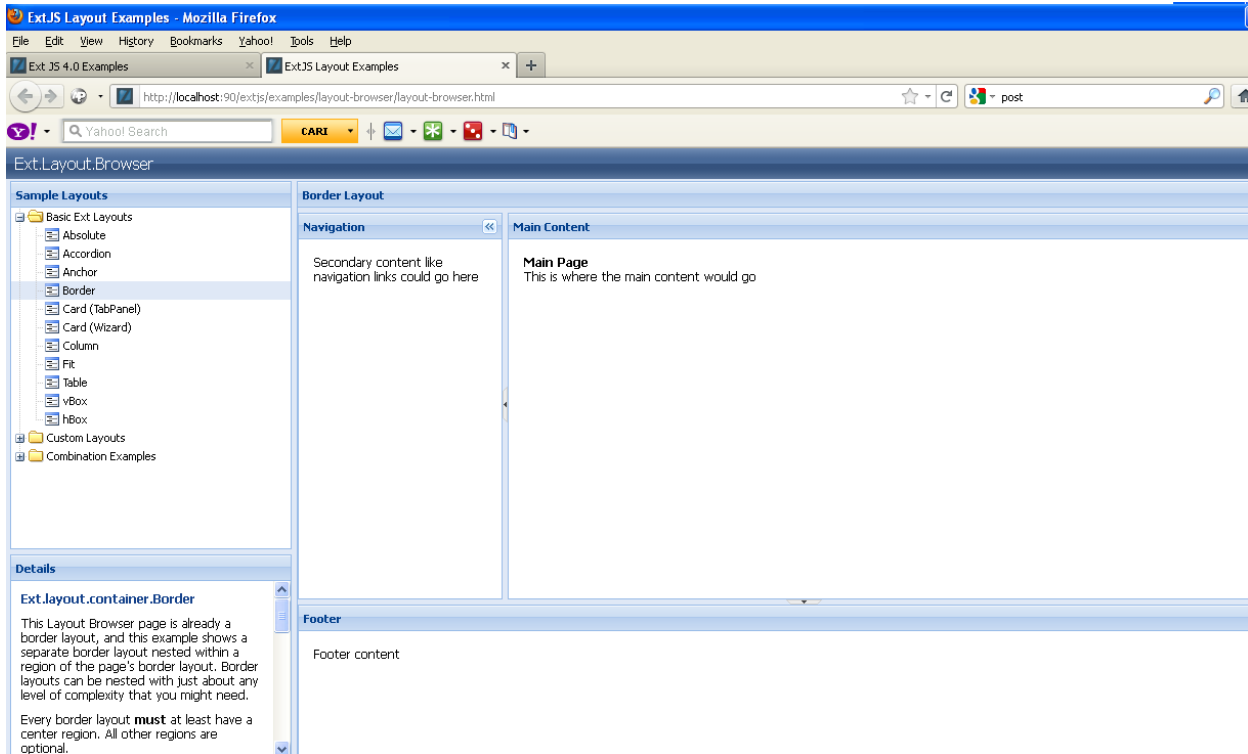 ExtJS Layout Examples - Mozilla Firefox
File Edit View History Bookmarks Yahoo! Tools Help
Ext JS 4.0 Examples
ExtJS Layout Examples
http://localhost:90/extjs/examples/layout-browser/layout-browser.html
post
Y! Yahoo! Search
CARI
Ext.Layout.Browser
Sample Layouts
Basic Ext Layouts
Absolute
Accordion
Anchor
Border
Card (TabPanel)
Card (Wizard)
Column
Fit
Table
vBox
hBox
Custom Layouts
Combination Examples
Details
Ext.layout.container.Border
This Layout Browser page is already a
border layout, and this example shows a
separate border layout nested within a
region of the page's border layout. Border
layouts can be nested with just about any
level of complexity that you might need.
Every border layout must at least have a
center region. All other regions are
optional.
Border Layout
Navigation
Secondary content like
navigation links could go here
Main Content
Main Page
This is where the main content would go
Footer
Footer content